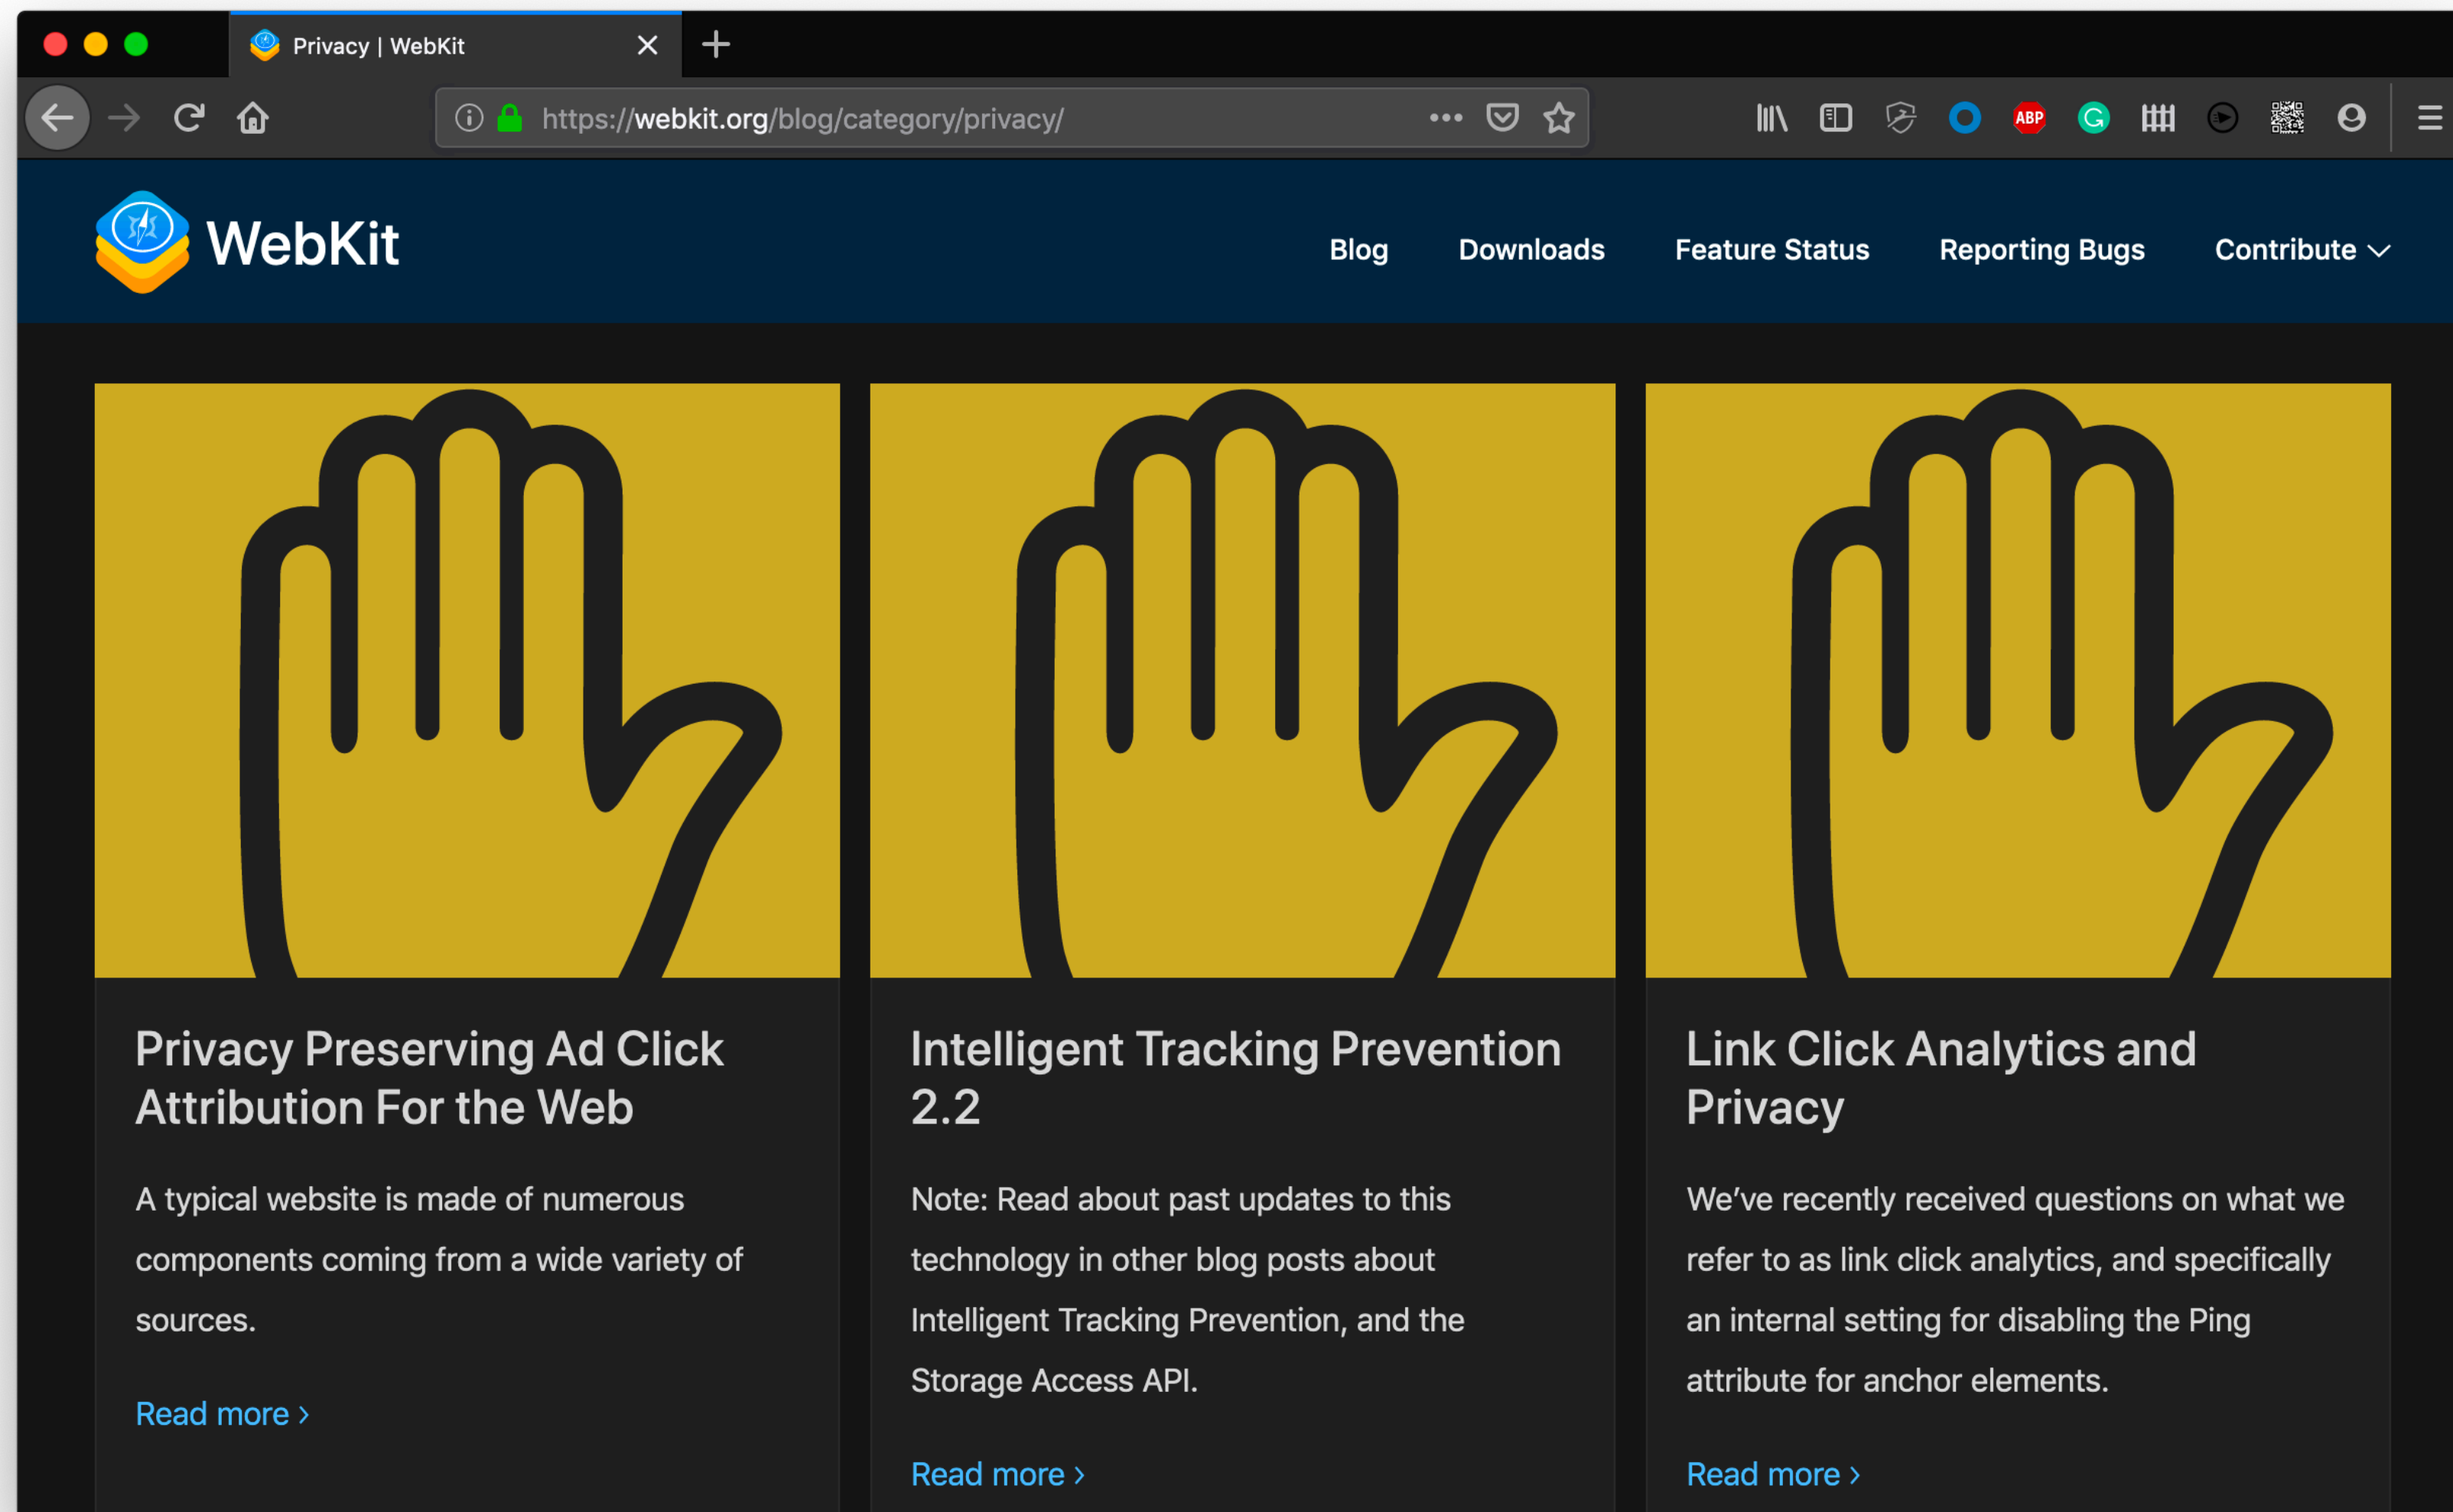 Privacy | WebKit
https://webkit.org/blog/category/privacy/
ABP
WebKit
Blog
Downloads
Feature Status
Reporting Bugs
Contribute
Privacy Preserving Ad Click
Attribution For the Web
A typical website is made of numerous
components coming from a wide variety of
sources.
Read more ›
Intelligent Tracking Prevention
2.2
Note: Read about past updates to this
technology in other blog posts about
Intelligent Tracking Prevention, and the
Storage Access API.
Read more ›
Link Click Analytics and
Privacy
We’ve recently received questions on what we
refer to as link click analytics, and specifically
an internal setting for disabling the Ping
attribute for anchor elements.
Read more ›